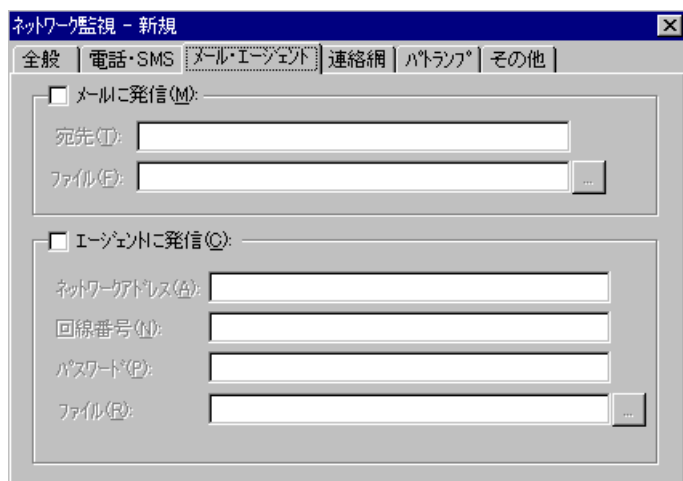 ネットワーク監視 - 新規
全般 電話・SMS ﾒｰﾙ・ｴｰｼﾞｪﾝﾄ 連絡網 ﾊﾟﾄﾗﾝﾌﾟ その他
ﾒｰﾙに発信(M):
宛先(T):
ﾌｧｲﾙ(F):
...
ｴｰｼﾞｪﾝﾄに発信(C):
ﾈｯﾄﾜｰｸｱﾄﾞﾚｽ(A):
回線番号(N):
ﾊﾟｽﾜｰﾄﾞ(P):
ﾌｧｲﾙ(R):
...